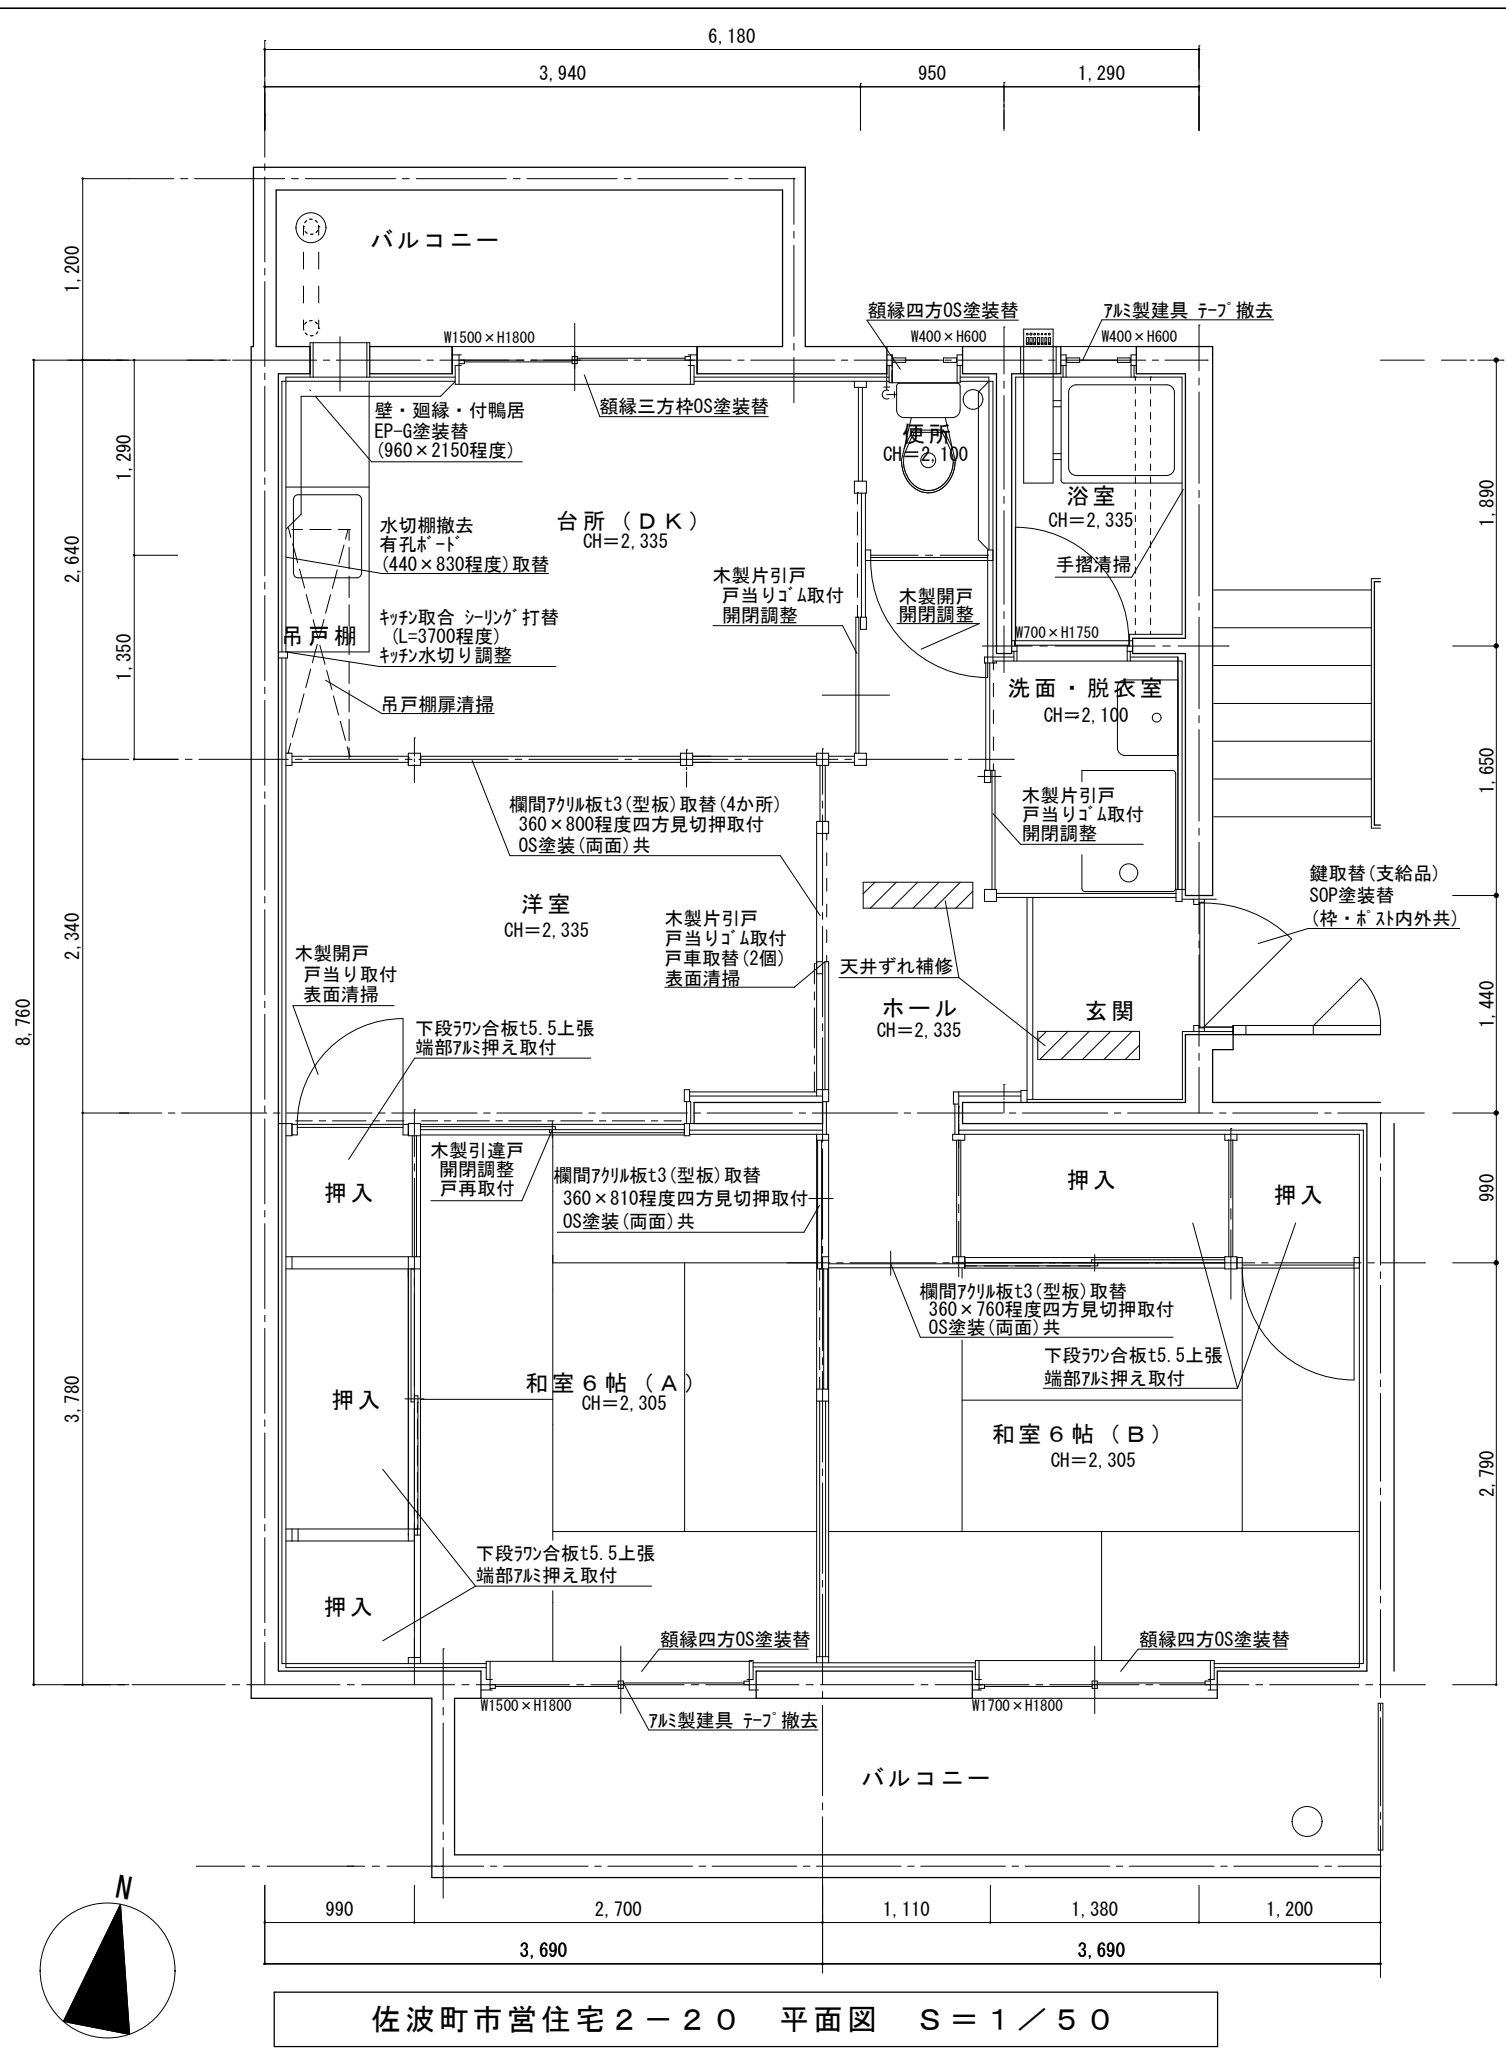 6,180
3,940
950
1,290
1,200
バルコニー
額縁四方OS塗装替
ｱﾙﾐ製建具 ﾃｰﾌﾟ撤去
W1500×H1800
W400×H600
W400×H600
壁・廻縁・付鴨居
EP-G塗装替
(960×2150程度)
額縁三方枠OS塗装替
便所
CH=2,100
1,290
浴室
CH=2,335
1,890
水切棚撤去
有孔ﾎﾞｰﾄﾞ
(440×830程度)取替
台所（ＤＫ）
CH=2,335
手摺清掃
2,640
木製片引戸
戸当りｺﾞﾑ取付
開閉調整
木製開戸
開閉調整
ｷｯﾁﾝ取合 ｼｰﾘﾝｸﾞ打替
(L=3700程度)
ｷｯﾁﾝ水切り調整
吊戸棚
W700×H1750
1,350
吊戸棚扉清掃
洗面・脱衣室
CH=2,100
1,650
欄間ｱｸﾘﾙ板t3(型板)取替(4か所)
360×800程度四方見切押取付
OS塗装(両面)共
木製片引戸
戸当りｺﾞﾑ取付
開閉調整
鍵取替(支給品)
SOP塗装替
(枠・ﾎﾟｽﾄ内外共)
洋室
CH=2,335
木製片引戸
戸当りｺﾞﾑ取付
戸車取替(2個)
表面清掃
2,340
木製開戸
戸当り取付
表面清掃
天井ずれ補修
8,760
ホール
CH=2,335
玄関
1,440
下段ﾗﾜﾝ合板t5.5上張
端部ｱﾙﾐ押え取付
木製引違戸
開閉調整
戸再取付
押入
欄間ｱｸﾘﾙ板t3(型板)取替
360×810程度四方見切押取付
OS塗装(両面)共
押入
押入
990
欄間ｱｸﾘﾙ板t3(型板)取替
360×760程度四方見切押取付
OS塗装(両面)共
下段ﾗﾜﾝ合板t5.5上張
端部ｱﾙﾐ押え取付
3,780
押入
和室６帖（Ａ）
CH=2,305
和室６帖（Ｂ）
CH=2,305
2,790
下段ﾗﾜﾝ合板t5.5上張
端部ｱﾙﾐ押え取付
押入
額縁四方OS塗装替
額縁四方OS塗装替
W1500×H1800
W1700×H1800
ｱﾙﾐ製建具 ﾃｰﾌﾟ撤去
バルコニー
N
990
2,700
1,110
1,380
1,200
3,690
3,690
佐波町市営住宅２－２０　平面図　Ｓ＝１／５０